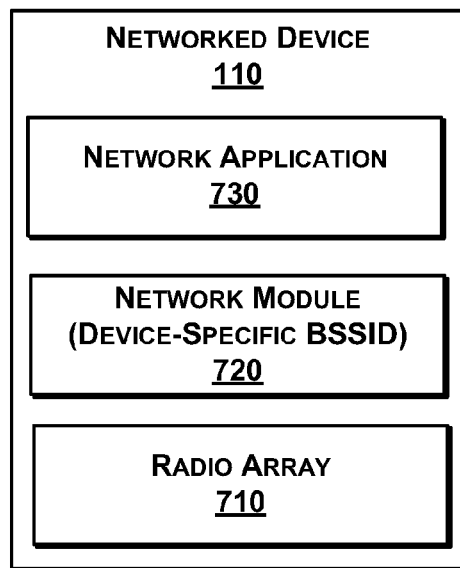 NETWORKED DEVICE
110
NETWORK APPLICATION
730
NETWORK MODULE
(DEVICE-SPECIFIC BSSID)
720
RADIO ARRAY
710